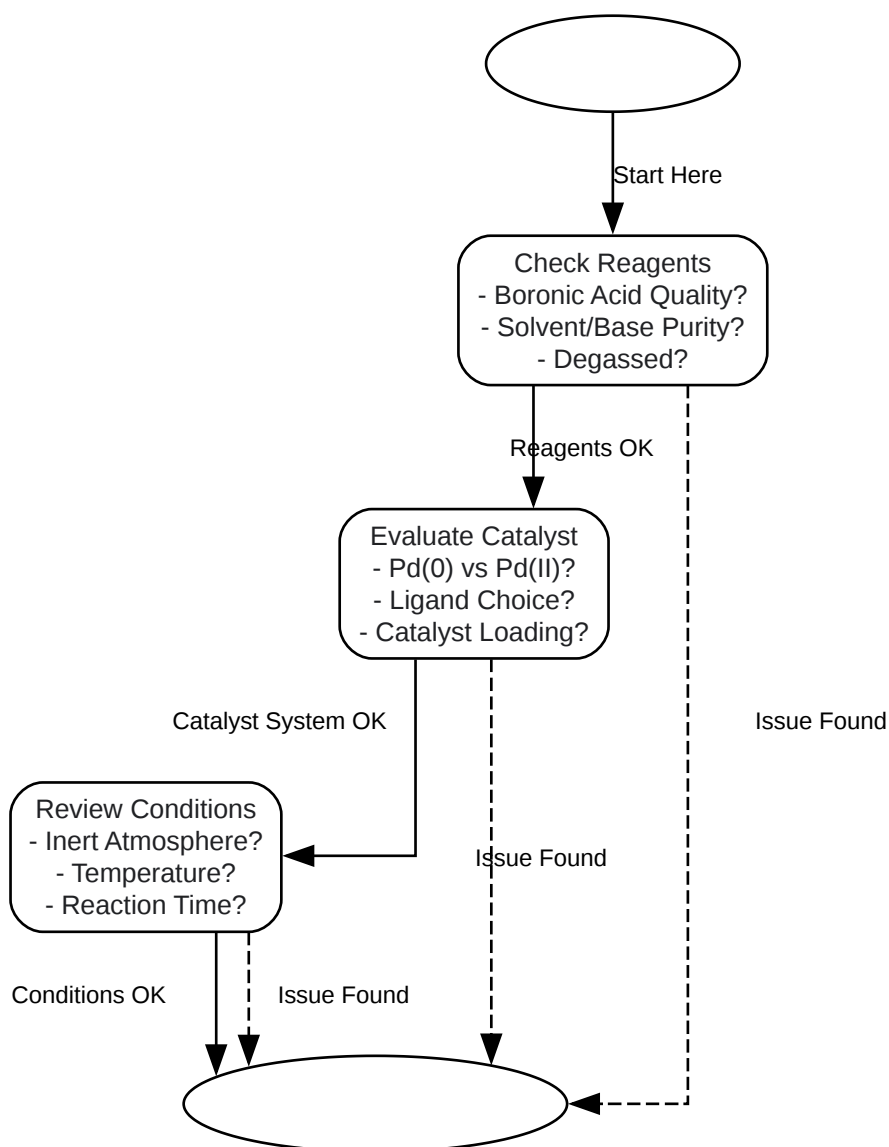 Start Here
Check Reagents
- Boronic Acid Quality?
- Solvent/Base Purity?
- Degassed?
Reagents OK
Evaluate Catalyst
- Pd(0) vs Pd(II)?
- Ligand Choice?
- Catalyst Loading?
Catalyst System OK
Issue Found
Review Conditions
- Inert Atmosphere?
- Temperature?
- Reaction Time?
Issue Found
Conditions OK
Issue Found